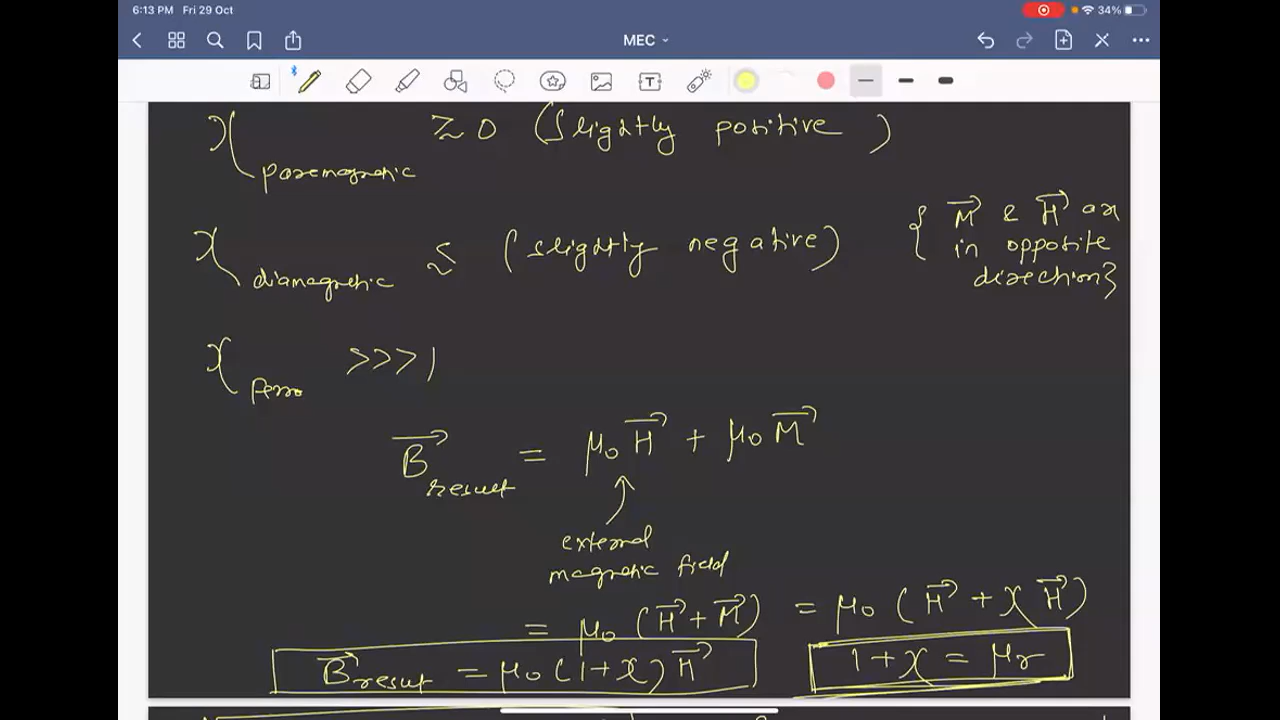 6:13 PM Fri 29 Oct 34%
MEC
χ paramagnetic ≳ 0 (slightly positive)
χ diamagnetic ≲ (slightly negative) { M⃗ & H⃗ are
in opposite
direction}
χ ferro >>> 1
B⃗ result = μ₀ H⃗ + μ₀ M⃗
external
magnetic field
= μ₀ (H⃗ + M⃗) = μ₀ (H⃗ + χ H⃗)
B⃗ result = μ₀ (1 + χ) H⃗ 1 + χ = μr